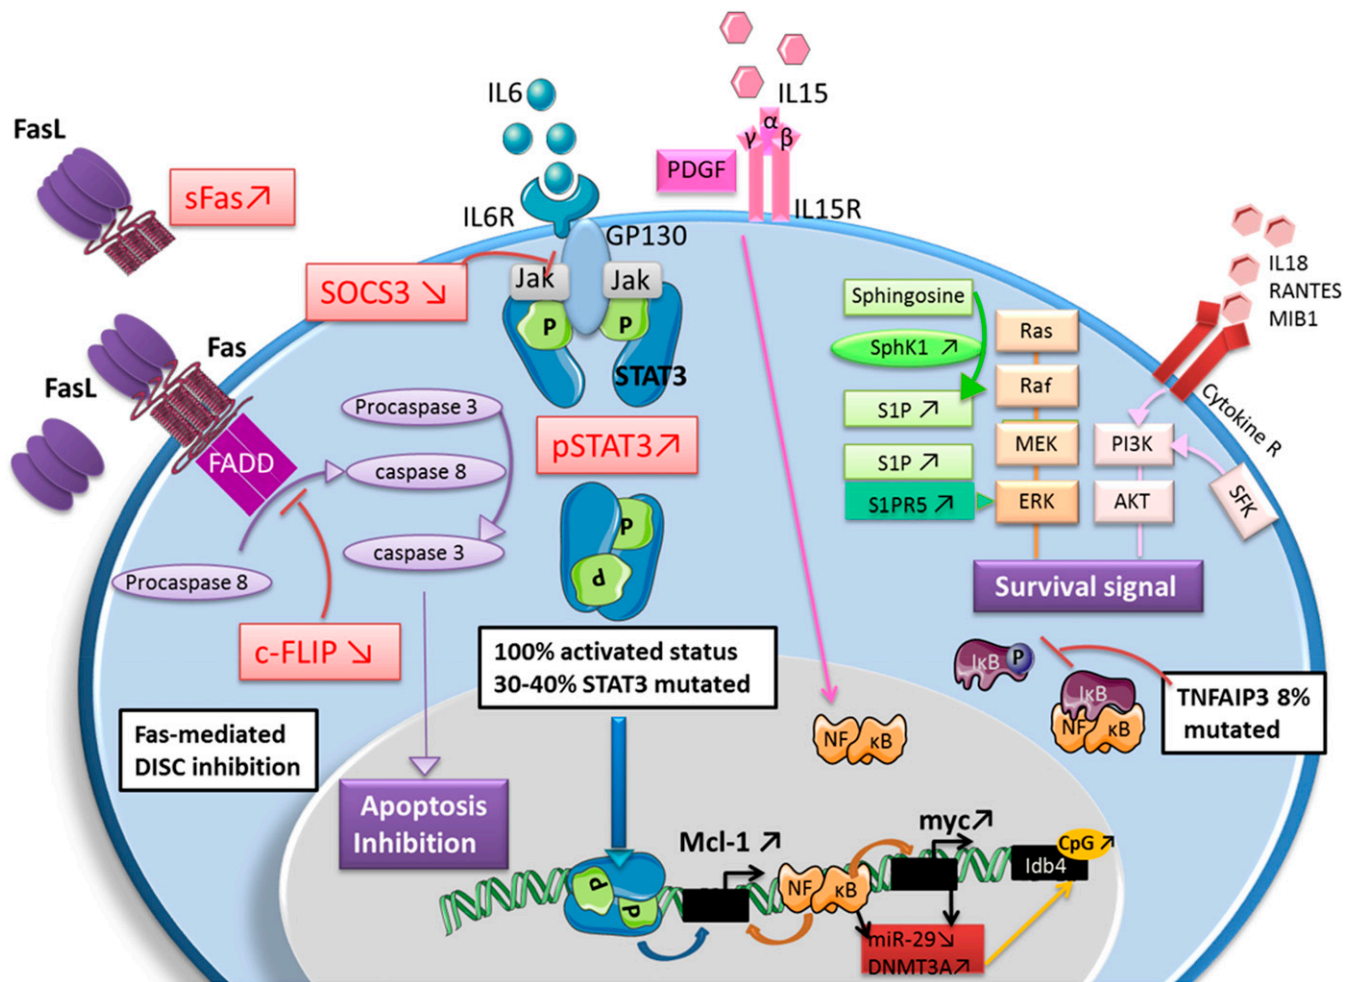 IL6
IL15
α
γ
β
FasL
sFas↗
PDGF
IL6R
IL15R
GP130
SOCS3 ↘
Jak
Jak
P
P
STAT3
IL18
RANTES
MIB1
Cytokine R
Sphingosine
SphK1 ↗
S1P ↗
S1P ↗
S1PR5 ↗
Ras
Raf
MEK
ERK
PI3K
AKT
SFK
Survival signal
Fas
FasL
FADD
Procaspase 3
caspase 8
caspase 3
Procaspase 8
c-FLIP ↘
pSTAT3↗
P
P
100% activated status
30-40% STAT3 mutated
Fas-mediated
DISC inhibition
IκB
P
IκB
NF
κB
TNFAIP3 8%
mutated
NF
κB
Apoptosis
Inhibition
Mcl-1 ↗
myc↗
CpG ↗
Idb4
P
P
NF
κB
miR-29↘
DNMT3A↗